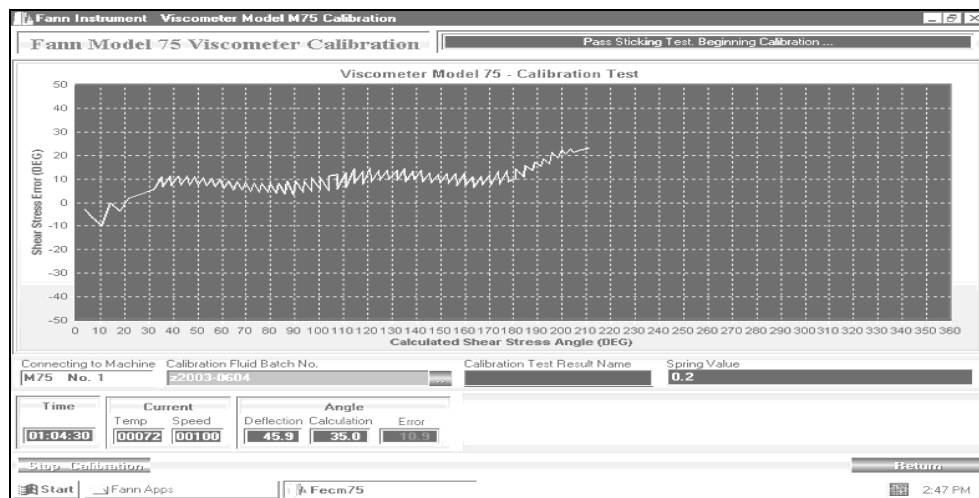 Fann Instrument Viscometer Model M75 Calibration
Fann Model 75 Viscometer Calibration
Pass Sticking Test, Beginning Calibration ...
Viscometer Model 75 - Calibration Test
Shear Stress Error (DEG)
50
40
30
20
10
0
-10
-20
-30
-40
-50
0 10 20 30 40 50 60 70 80 90 100 110 120 130 140 150 160 170 180 190 200 210 220 230 240 250 260 270 280 290 300 310 320 330 340 350 360
Calculated Shear Stress Angle (DEG)
Connecting to Machine Calibration Fluid Batch No. Calibration Test Result Name Spring Value
M75 No. 1 z2003-0604 ... 0.2
Time Current Angle
Temp Speed Deflection Calculation Error
01:04:30 00072 00100 45.9 35.0 10.9
Stop Calibration Return
Start Fann Apps Fecm75 2:47 PM